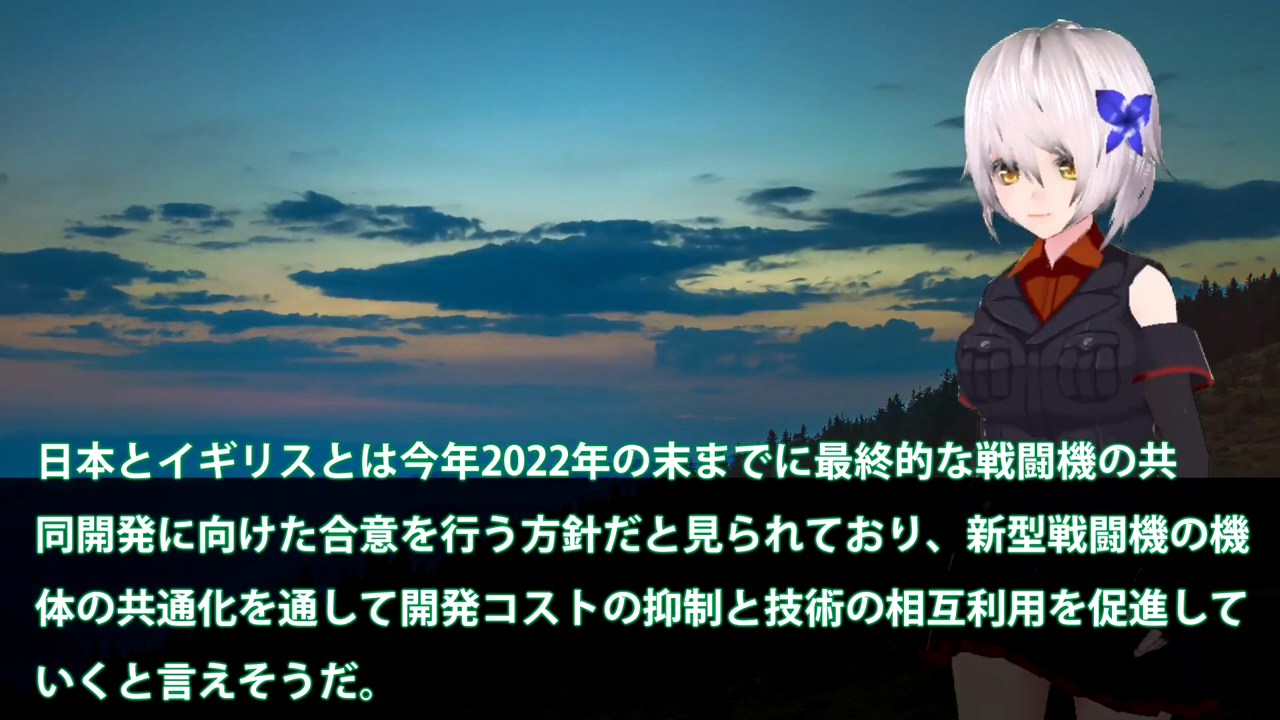 日本とイギリスとは今年2022年の末までに最終的な戦闘機の共
同開発に向けた合意を行う方針だと見られており、新型戦闘機の機
体の共通化を通して開発コストの抑制と技術の相互利用を促進して
いくと言えそうだ。